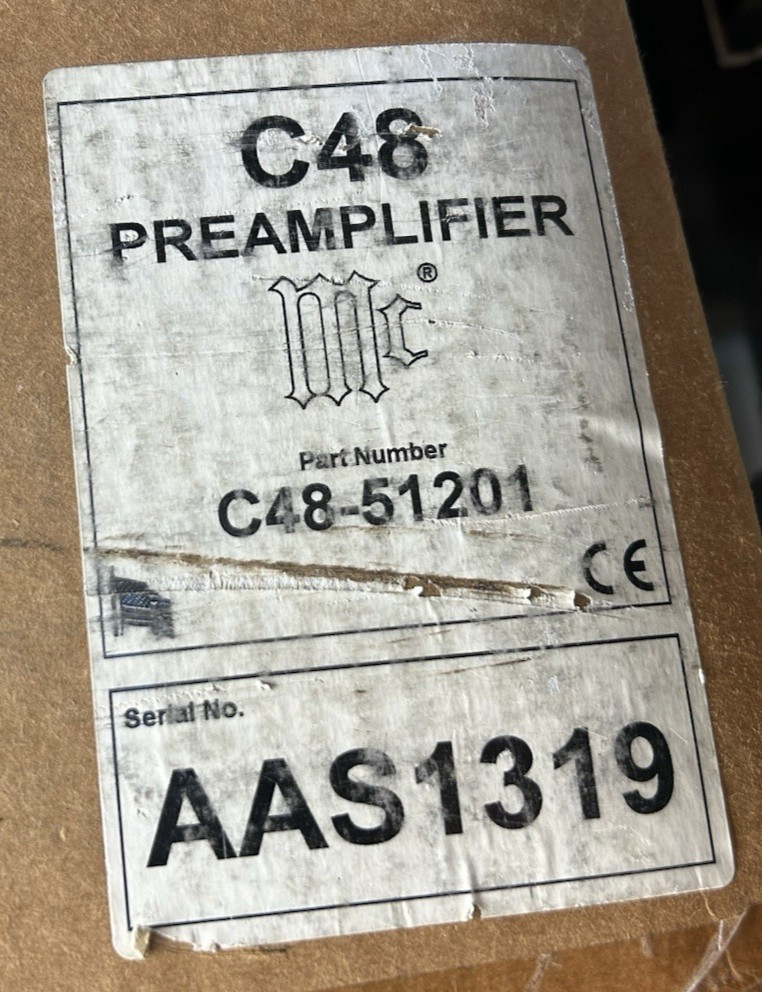 C48
PREAMPLIFIER
Mc®
Part Number
C48-51201
CE
Serial No.
AAS1319